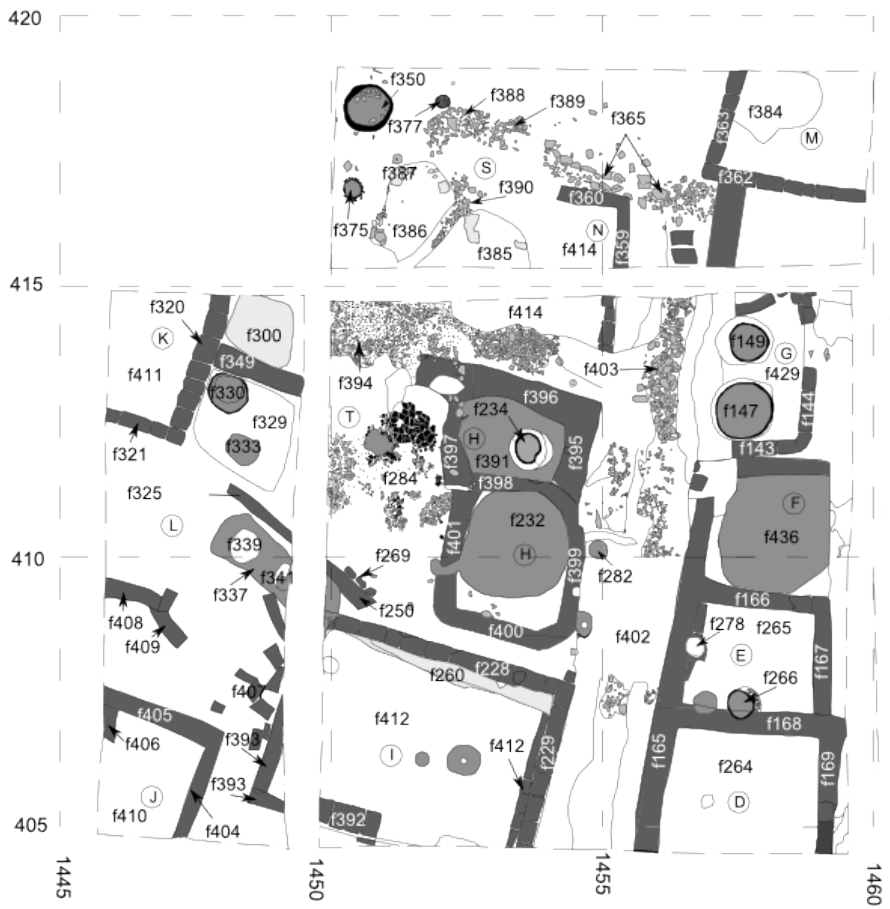 420
f350
f388
f389
f365
f377
f363
f384
M
S
f387
f390
f362
f360
f375
f386
N
f359
f414
f385
415
f320
f300
f414
f149
K
G
f349
f403
f429
f411
f394
f396
f330
f329
f234
f147
f144
T
f321
f333
H
f397
f391
f395
f143
f284
f398
f325
F
f232
L
f401
f436
410
f339
H
f399
f269
f282
f341
f337
f166
f250
f408
f278
f265
f400
f402
f409
E
f167
f228
f260
f266
f407
f405
f412
f168
f406
f393
f412
f229
I
f165
f264
f169
f393
J
D
f410
f404
f392
405
1445
1450
1455
1460